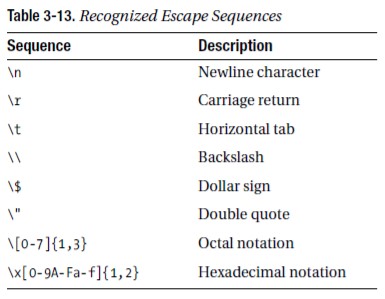 Table 3-13. Recognized Escape Sequences
Sequence Description
\n Newline character
\r Carriage return
\t Horizontal tab
\\ Backslash
\$ Dollar sign
\" Double quote
\[0-7]{1,3} Octal notation
\x[0-9A-Fa-f]{1,2} Hexadecimal notation